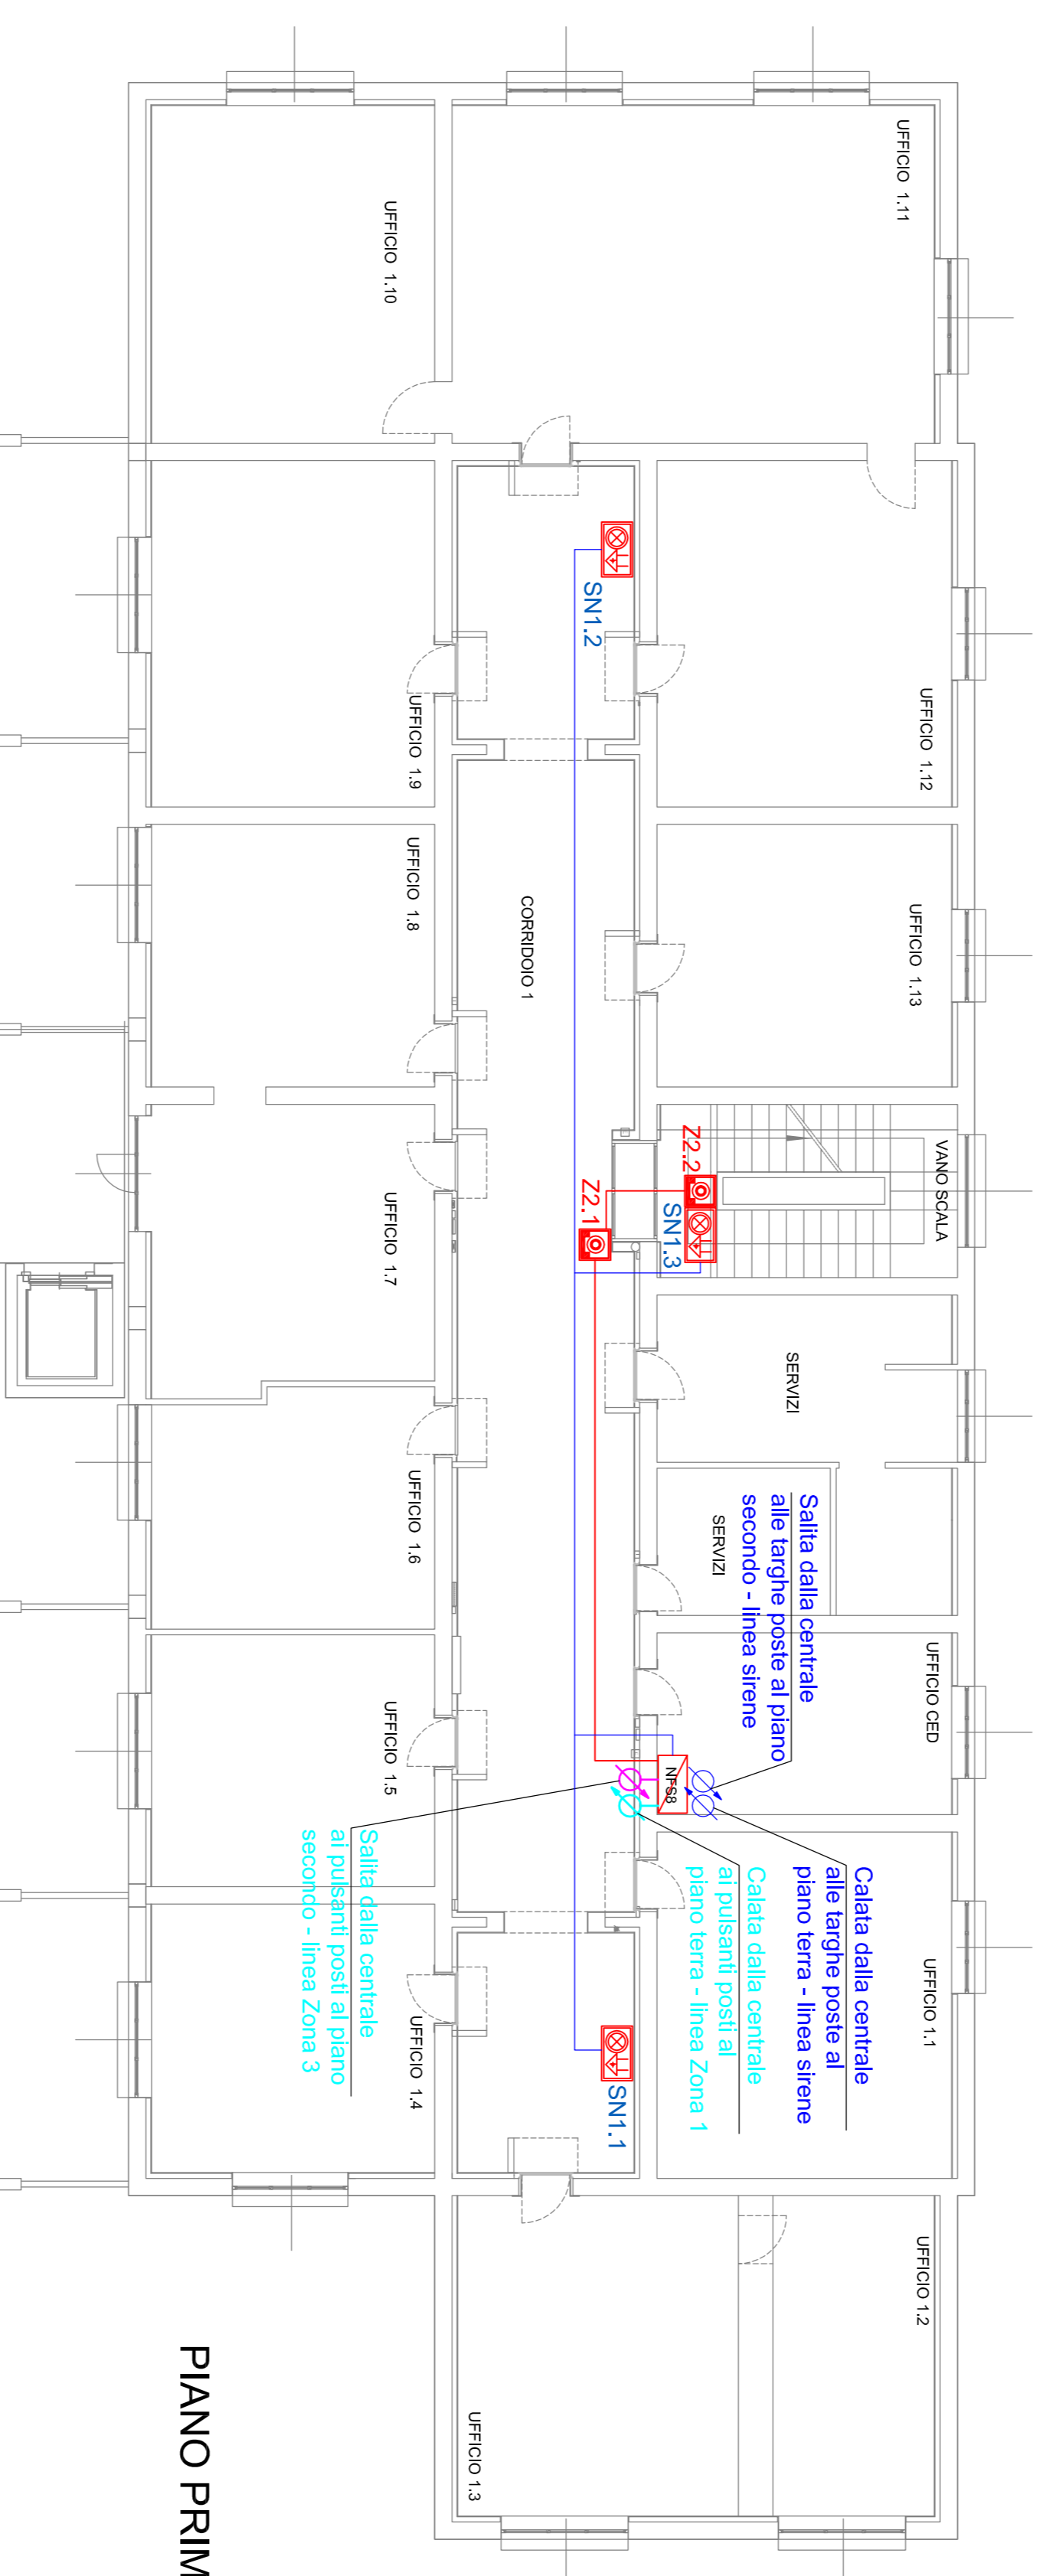 UFFICIO 1.11
UFFICIO 1.10
SN1.2
UFFICIO 1.12
UFFICIO 1.9
UFFICIO 1.8
CORRIDOIO 1
UFFICIO 1.13
VANO SCALA
Z2.2
Z2.1
SN1.3
UFFICIO 1.7
SERVIZI
SERVIZI
UFFICIO 1.6
Salita dalla centrale
alle targhe poste al piano
secondo - linea sirene
UFFICIO CED
UFFICIO 1.5
NFS8
Calata dalla centrale
alle targhe poste al
piano terra - linea sirene
Calata dalla centrale
ai pulsanti posti al
piano terra - linea Zona 1
Salita dalla centrale
ai pulsanti posti al piano
secondo - linea Zona 3
UFFICIO 1.1
UFFICIO 1.4
SN1.1
UFFICIO 1.2
UFFICIO 1.3
PIANO PRIM